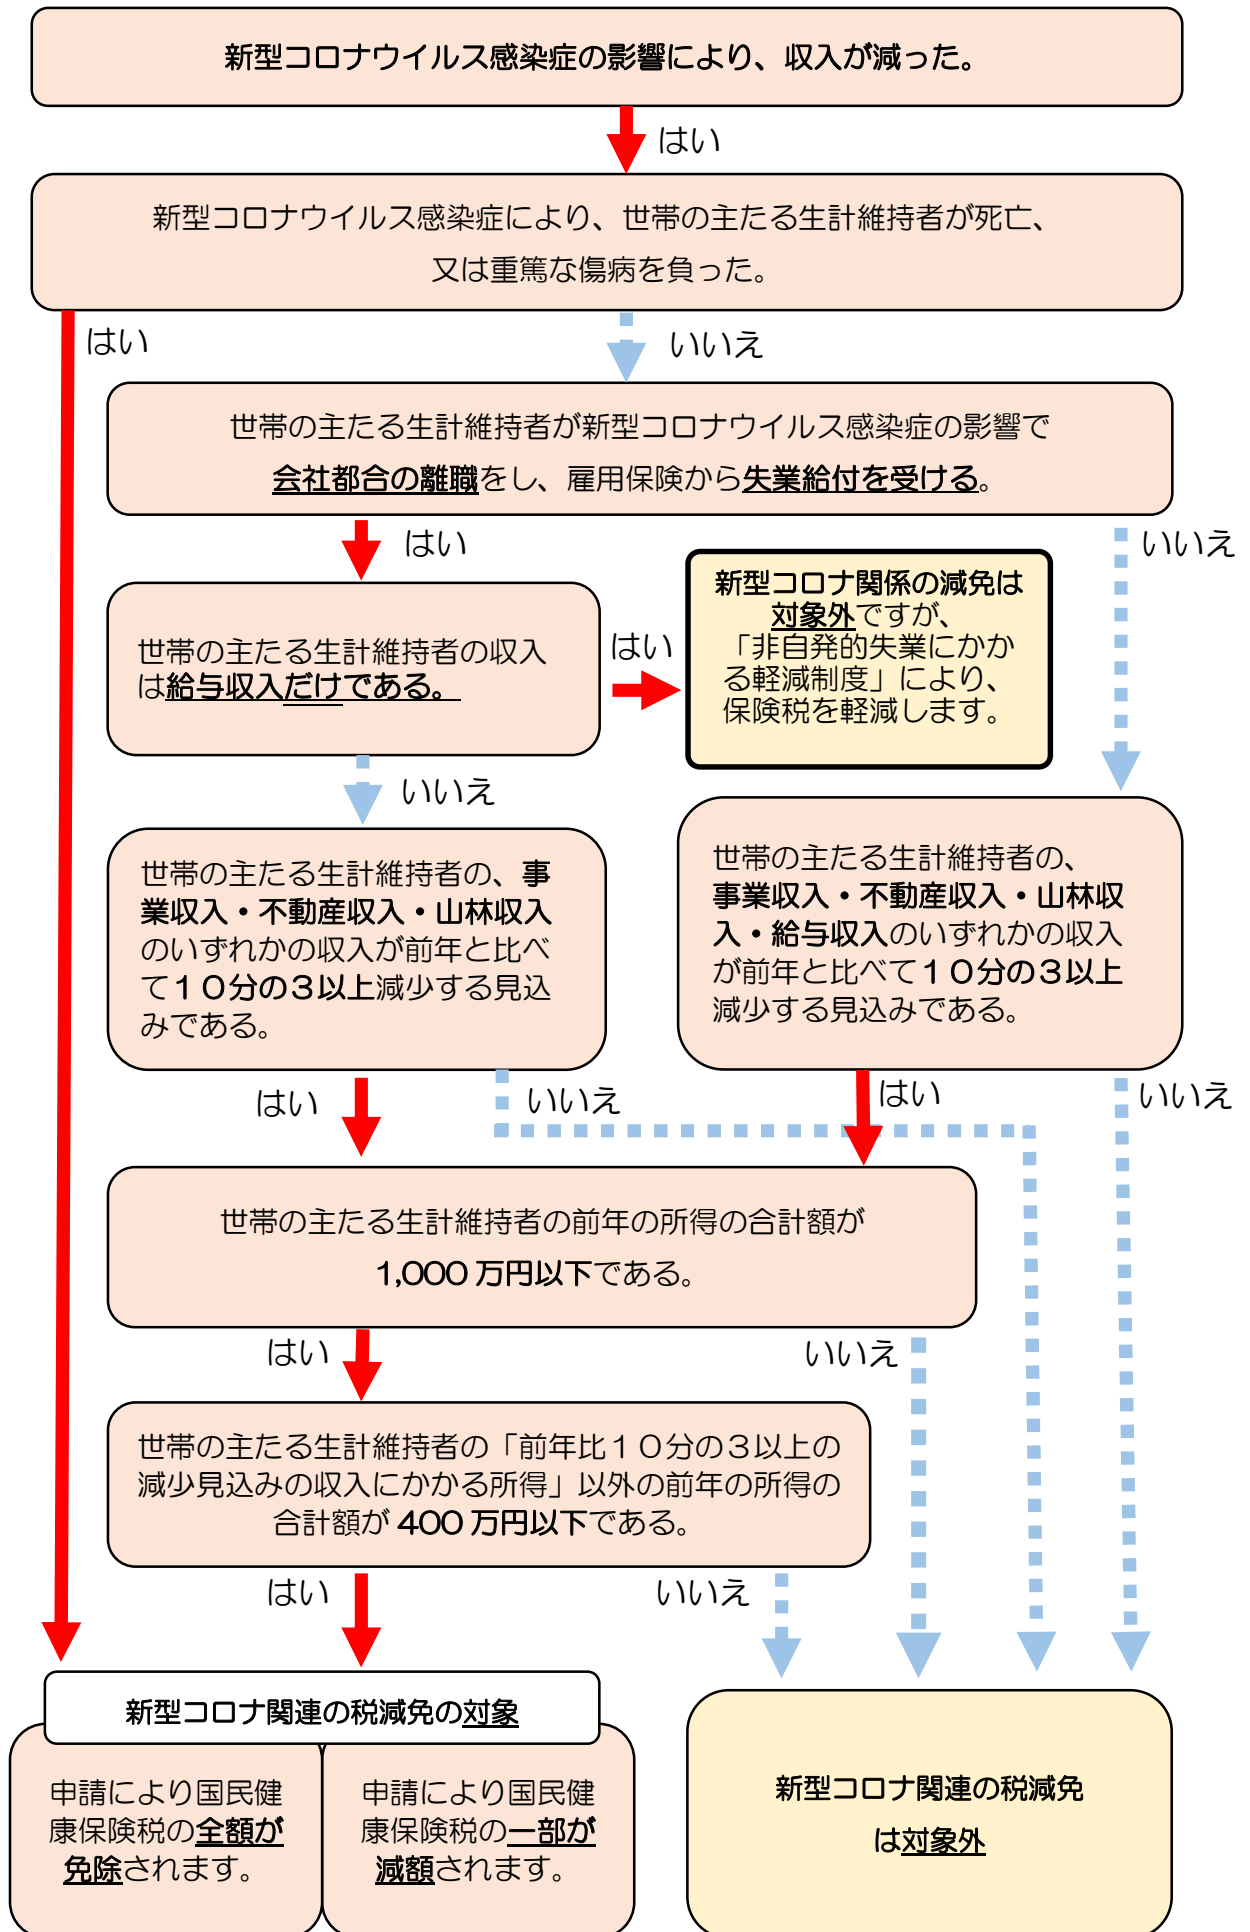 新型コロナウイルス感染症の影響により、収入が減った。
はい
新型コロナウイルス感染症により、世帯の主たる生計維持者が死亡、
又は重篤な傷病を負った。
はい
いいえ
世帯の主たる生計維持者が新型コロナウイルス感染症の影響で
会社都合の離職をし、雇用保険から失業給付を受ける。
はい
いいえ
世帯の主たる生計維持者の収入
は給与収入だけである。
はい
新型コロナ関係の減免は
対象外ですが、
「非自発的失業にかか
る軽減制度」により、
保険税を軽減します。
いいえ
世帯の主たる生計維持者の、事
業収入・不動産収入・山林収入
のいずれかの収入が前年と比べ
て１０分の３以上減少する見込
みである。
世帯の主たる生計維持者の、
事業収入・不動産収入・山林収
入・給与収入のいずれかの収入
が前年と比べて１０分の３以上
減少する見込みである。
はい
いいえ
はい
いいえ
世帯の主たる生計維持者の前年の所得の合計額が
1,000 万円以下である。
はい
いいえ
世帯の主たる生計維持者の「前年比１０分の３以上の
減少見込みの収入にかかる所得」以外の前年の所得の
合計額が 400 万円以下である。
はい
いいえ
新型コロナ関連の税減免の対象
申請により国民健
康保険税の全額が
免除されます。
申請により国民健
康保険税の一部が
減額されます。
新型コロナ関連の税減免
は対象外